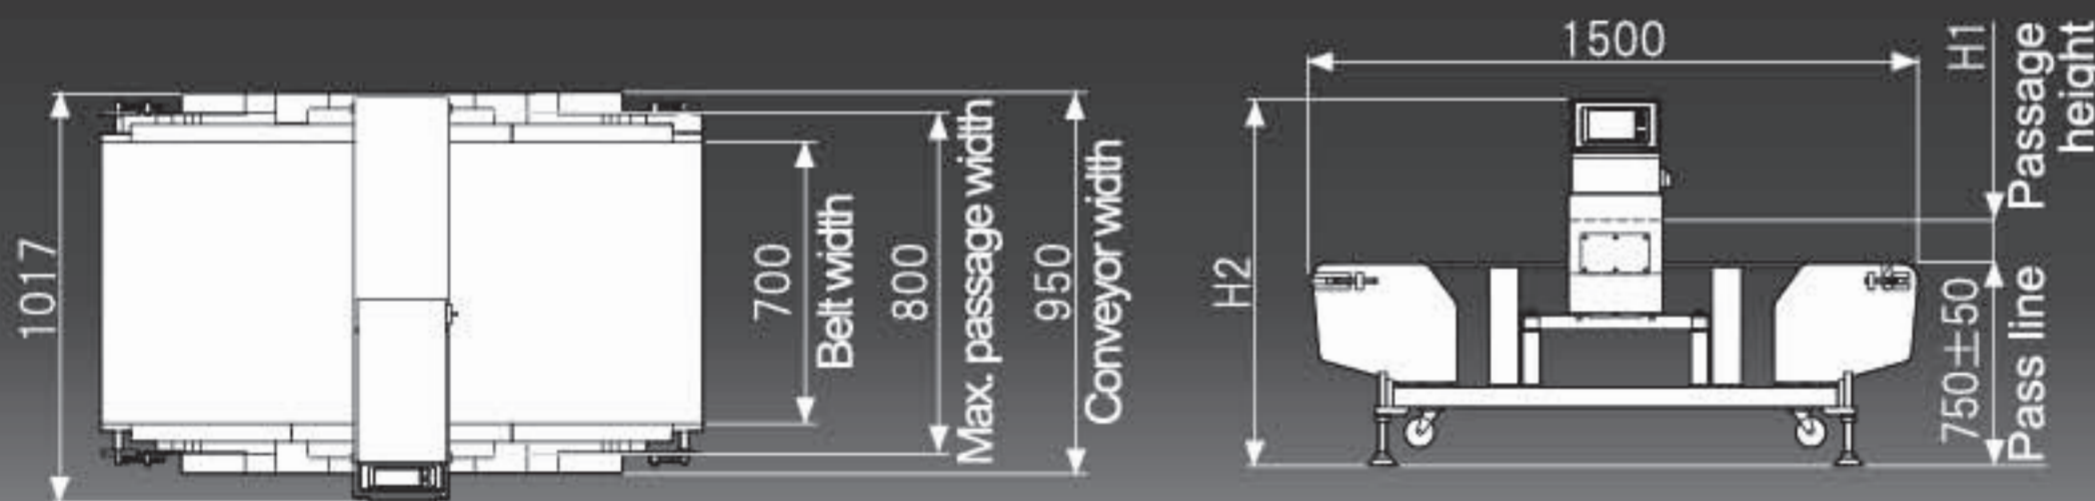 1017
700
Belt width
800
Max. passage width
950
Conveyor width
1500
H2
H1
Passage
height
750±50
Pass line